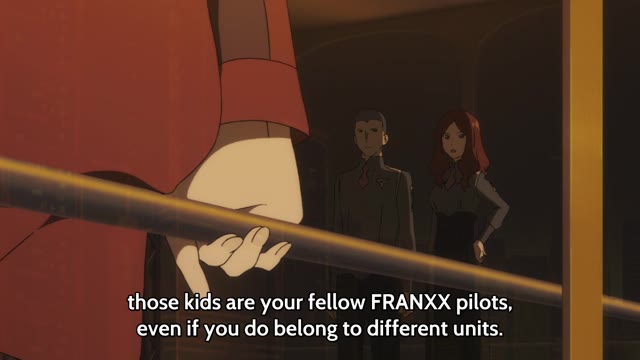 those kids are your fellow FRANXX pilots,
even if you do belong to different units.